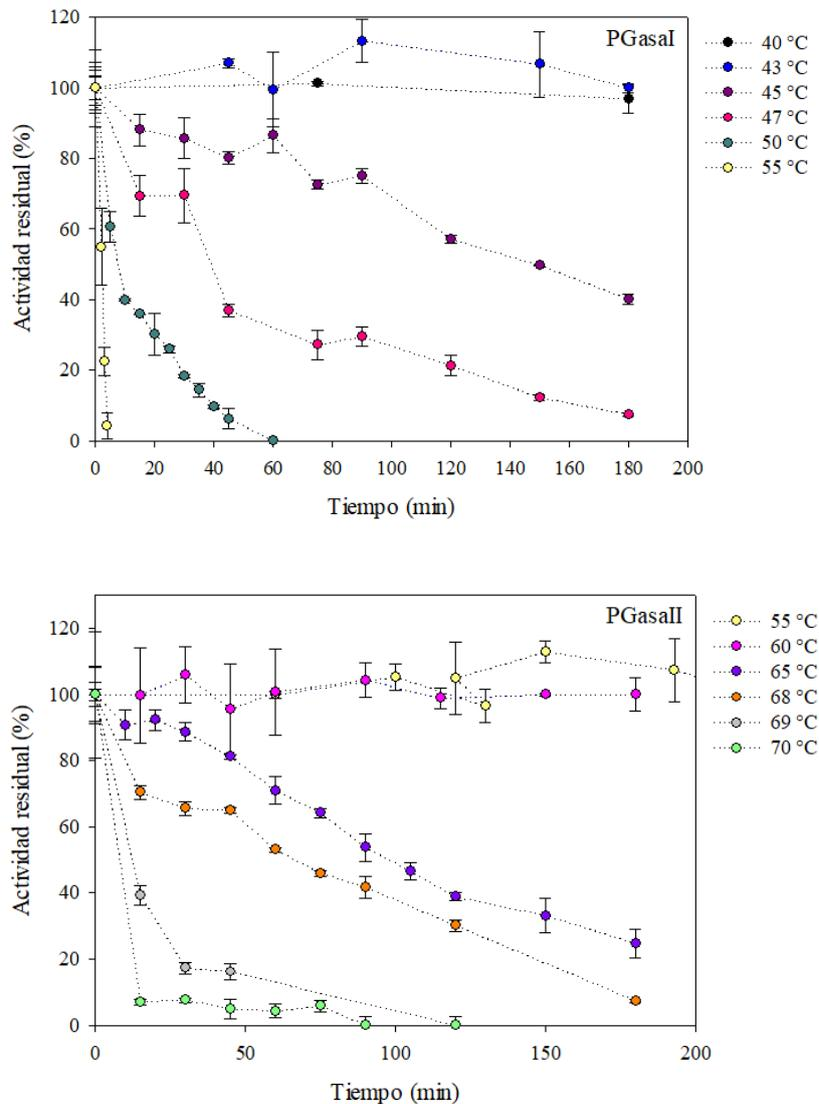 120
PGasaI
100
80
60
40
20
0
Actividad residual (%)
0 20 40 60 80 100 120 140 160 180 200
Tiempo (min)
40 °C
43 °C
45 °C
47 °C
50 °C
55 °C
PGasaII
120
100
80
60
40
20
0
Actividad residual (%)
0 50 100 150 200
Tiempo (min)
55 °C
60 °C
65 °C
68 °C
69 °C
70 °C